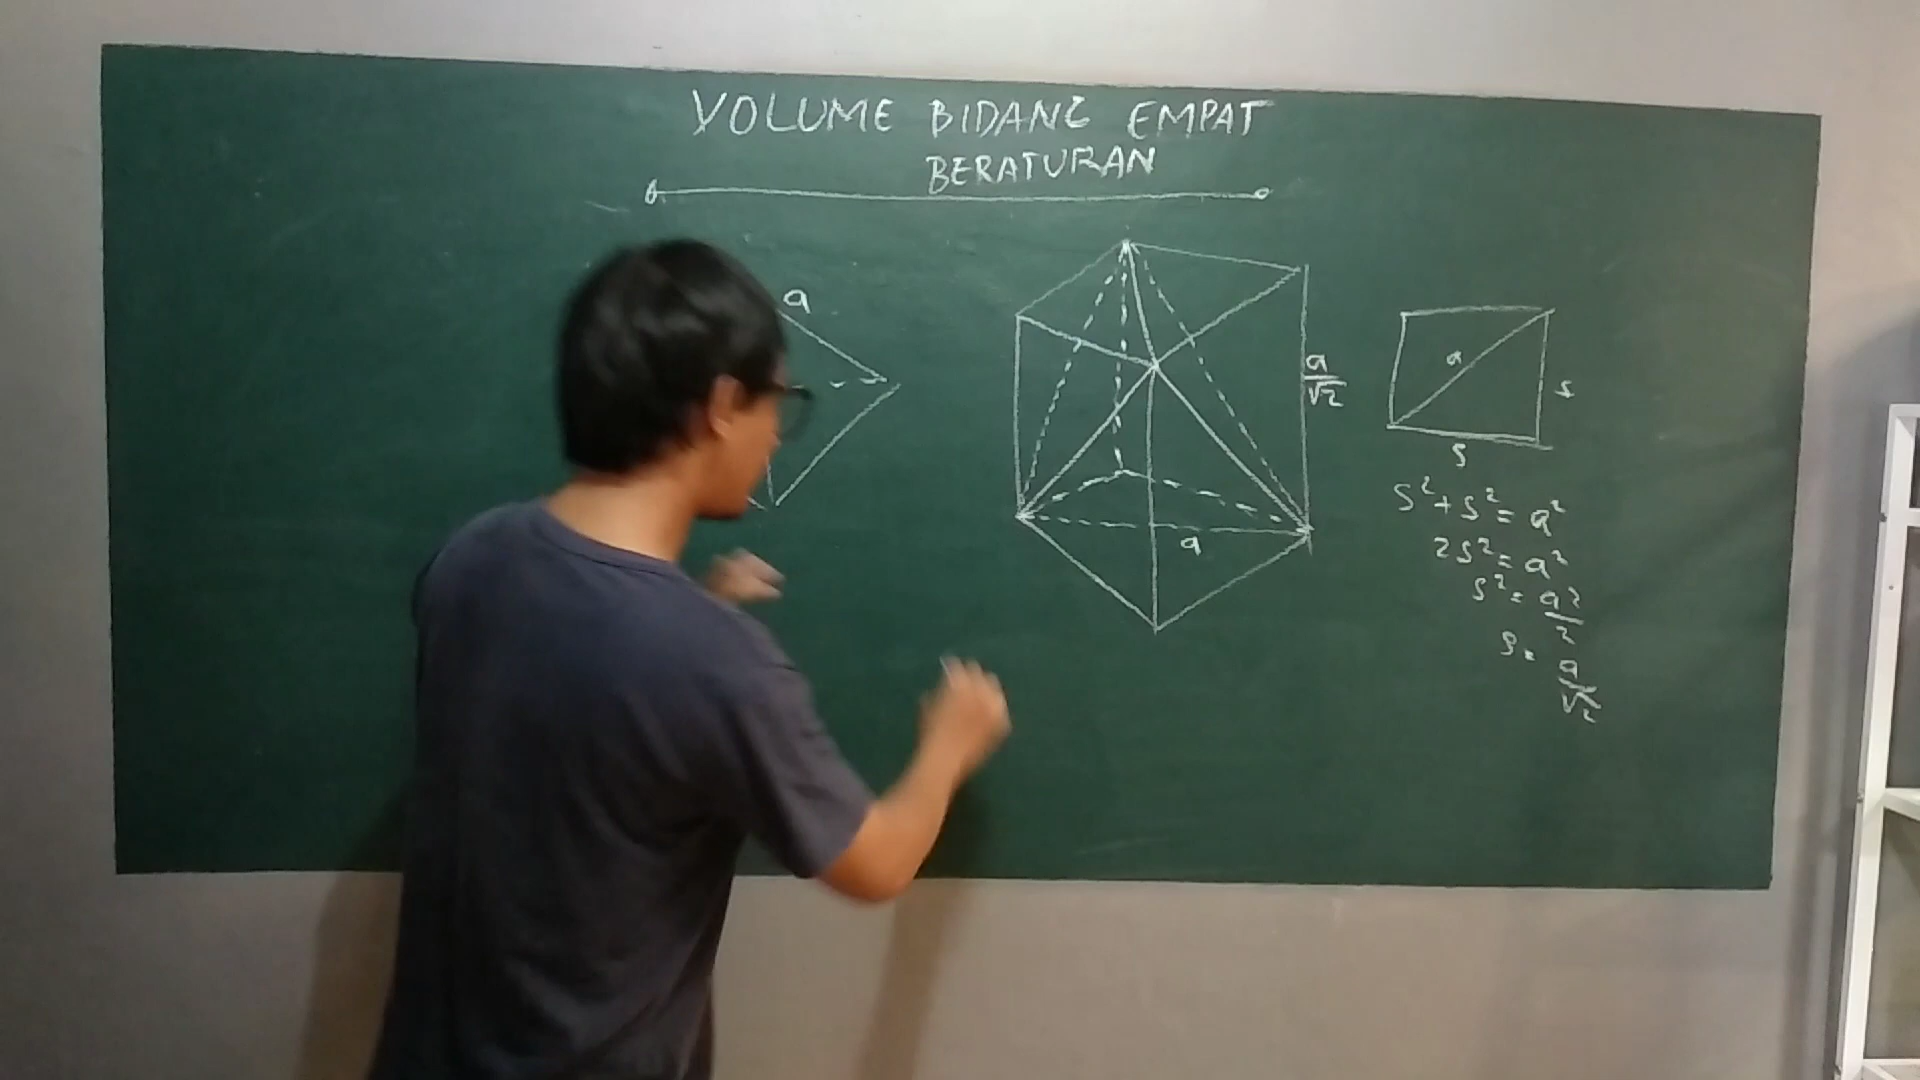 VOLUME BIDANG EMPAT
BERATURAN
a
a/√2
a
a
s
s
s² + s² = a²
2s² = a²
s² = a²/2
s = a/√2